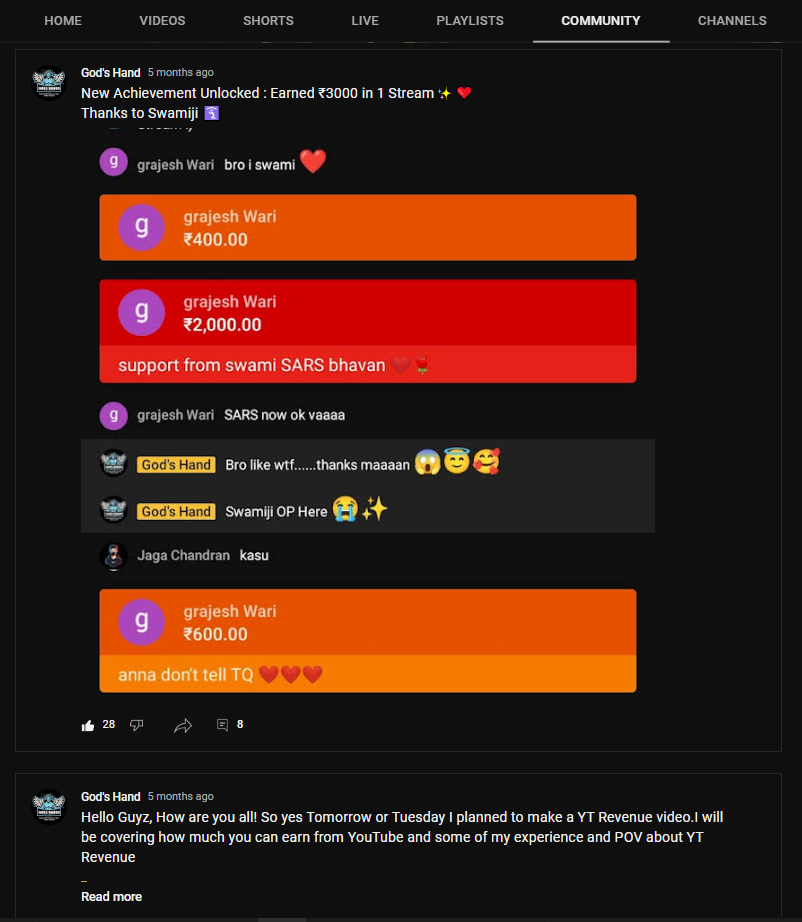 HOME VIDEOS SHORTS LIVE PLAYLISTS COMMUNITY CHANNELS
God's Hand 5 months ago
New Achievement Unlocked : Earned ₹3000 in 1 Stream ✨ ❤️
Thanks to Swamiji
g grajesh Wari bro i swami ❤️
g grajesh Wari
₹400.00
g grajesh Wari
₹2,000.00
support from swami SARS bhavan ❤️🌹
g grajesh Wari SARS now ok vaaaa
God's Hand Bro like wtf......thanks maaaan 😱😇🥰
God's Hand Swamiji OP Here 😭✨
Jaga Chandran kasu
g grajesh Wari
₹600.00
anna don't tell TQ ❤️❤️❤️
28 8
God's Hand 5 months ago
Hello Guyz, How are you all! So yes Tomorrow or Tuesday I planned to make a YT Revenue video.I will
be covering how much you can earn from YouTube and some of my experience and POV about YT
Revenue
_
Read more